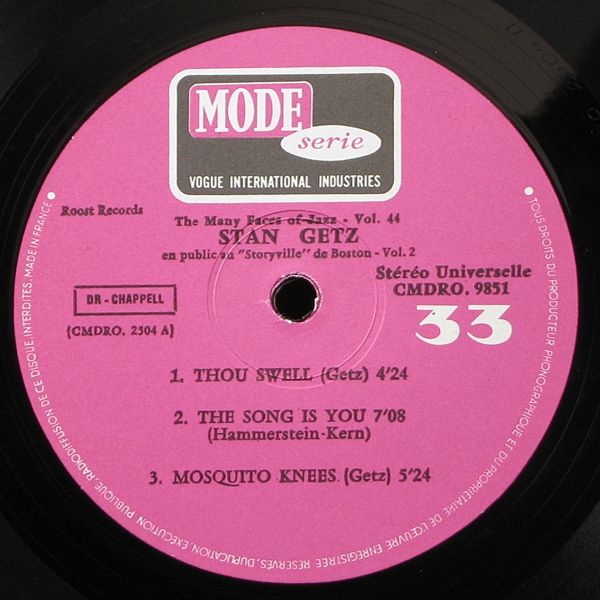 MODE
serie
VOGUE INTERNATIONAL INDUSTRIES
Roost Records
The Many Faces of Jazz - Vol. 44
STAN GETZ
en public au "Storyville" de Boston - Vol. 2
Stéréo Universelle
CMDRO. 9851
33
DR - CHAPPELL
(CMDRO. 2504 A)
1. THOU SWELL (Getz) 4'24
2. THE SONG IS YOU 7'08
(Hammerstein-Kern)
3. MOSQUITO KNEES (Getz) 5'24
TOUS DROITS DU PRODUCTEUR PHONOGRAPHIQUE ET DU PROPRIÉTAIRE DE L'ŒUVRE ENREGISTRÉE RÉSERVÉS, DUPLICATION, EXÉCUTION PUBLIQUE, RADIODIFFUSION DE CE DISQUE INTERDITES, MADE IN FRANCE